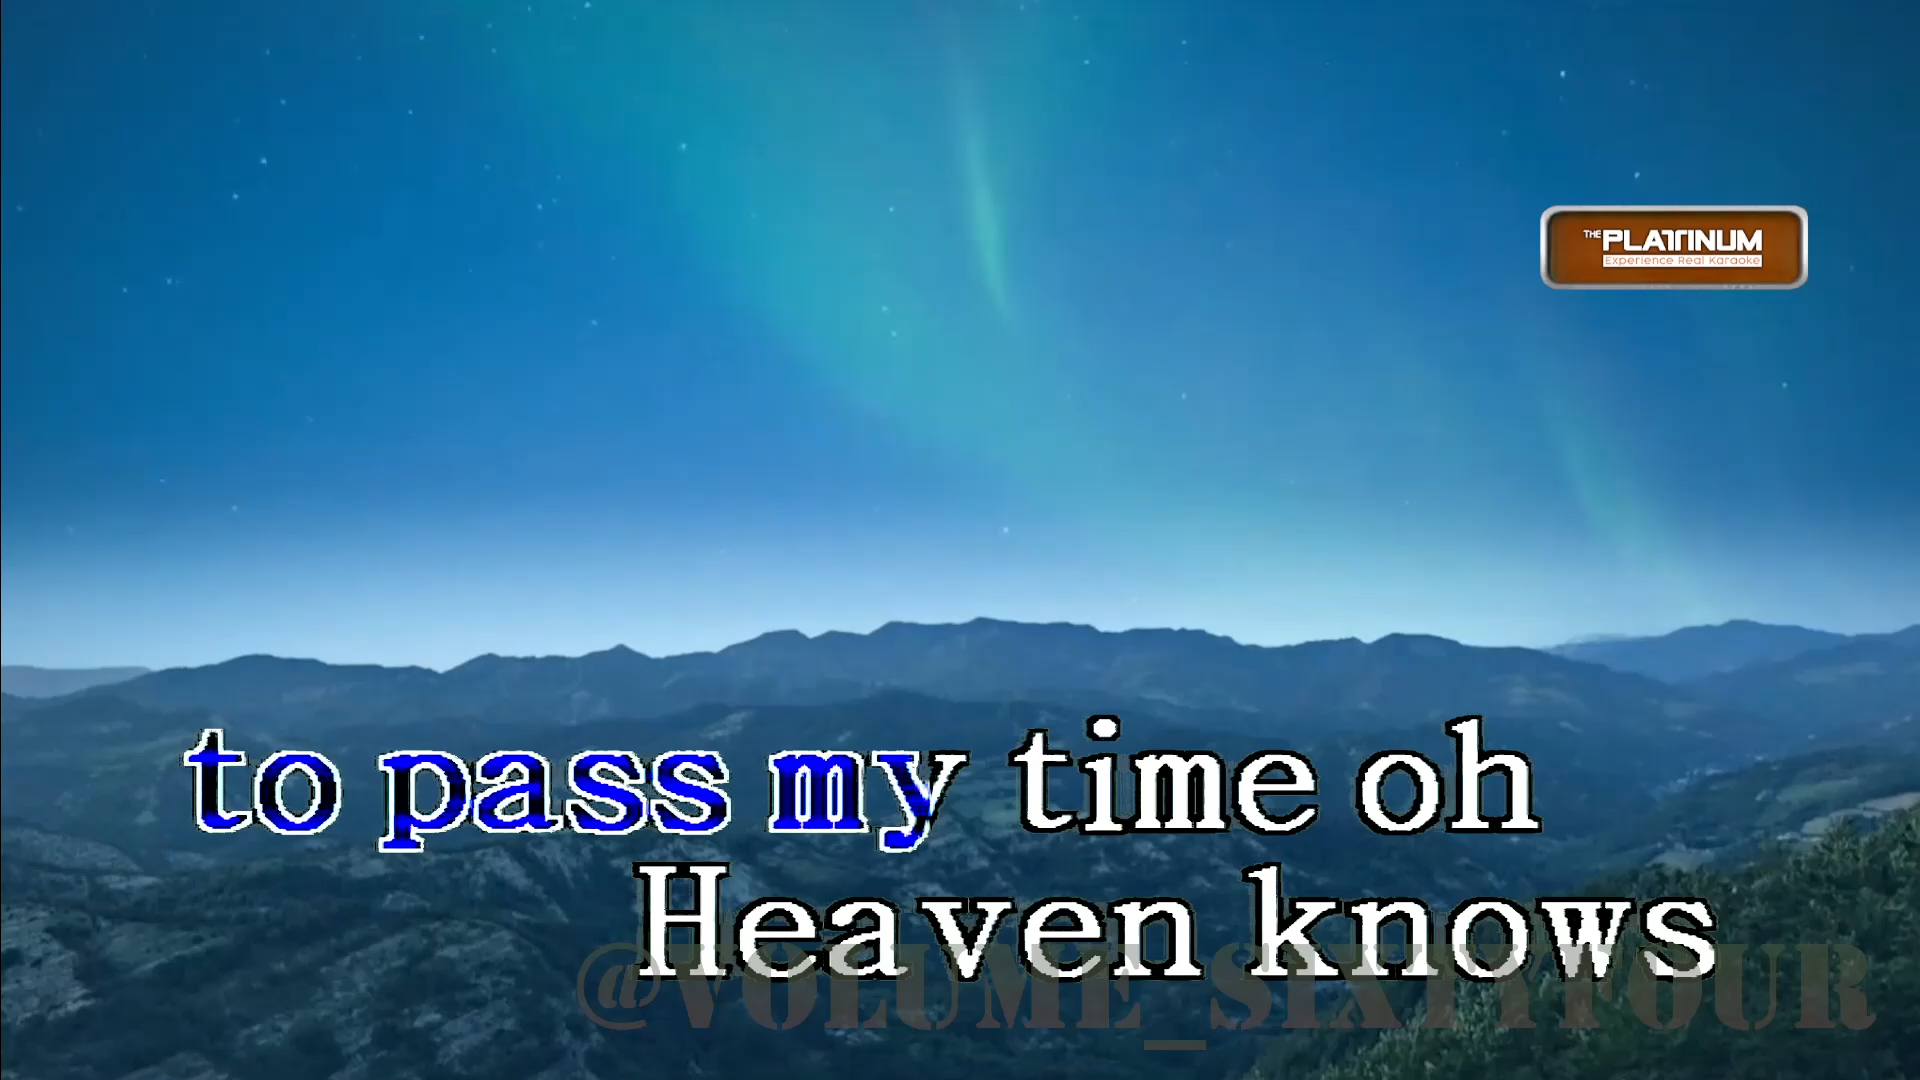 THE PLATINUM
Experience Real Karaoke
to pass my time oh
Heaven knows
@VOLUME_SIXTYFOUR